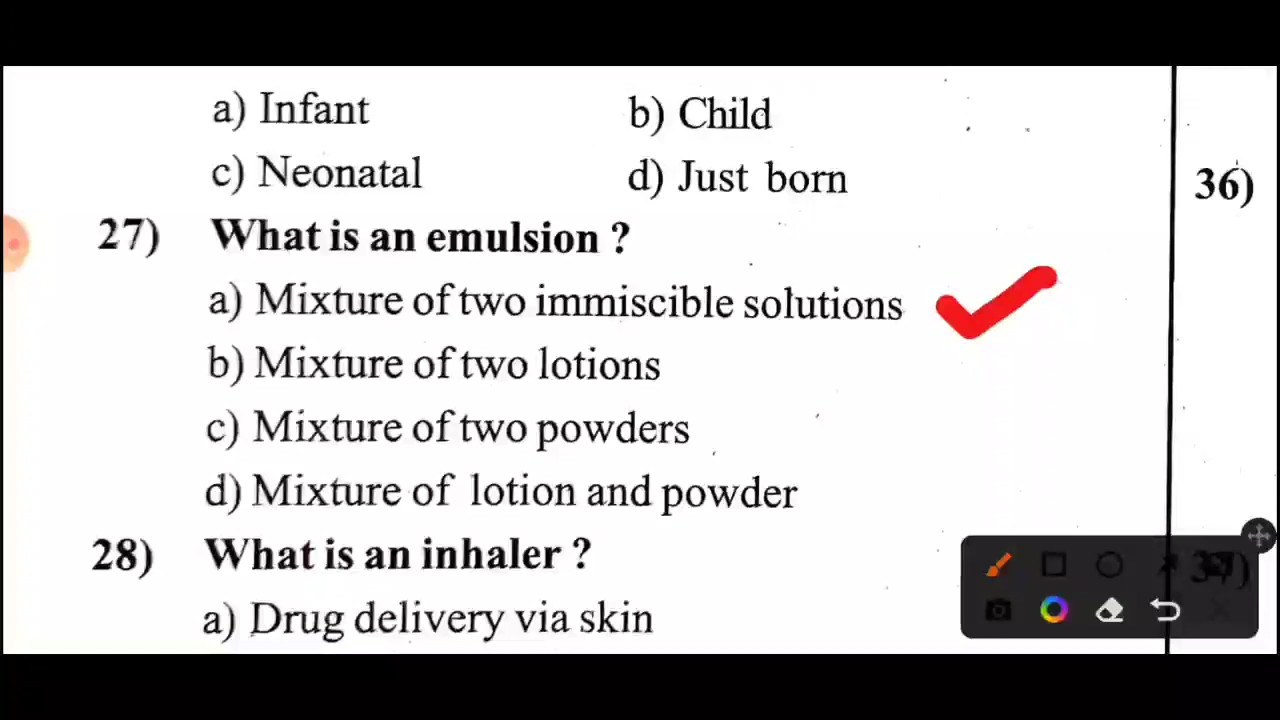 a) Infant b) Child
c) Neonatal d) Just born
36)
27) What is an emulsion ?
a) Mixture of two immiscible solutions
b) Mixture of two lotions
c) Mixture of two powders
d) Mixture of lotion and powder
28) What is an inhaler ?
37)
a) Drug delivery via skin